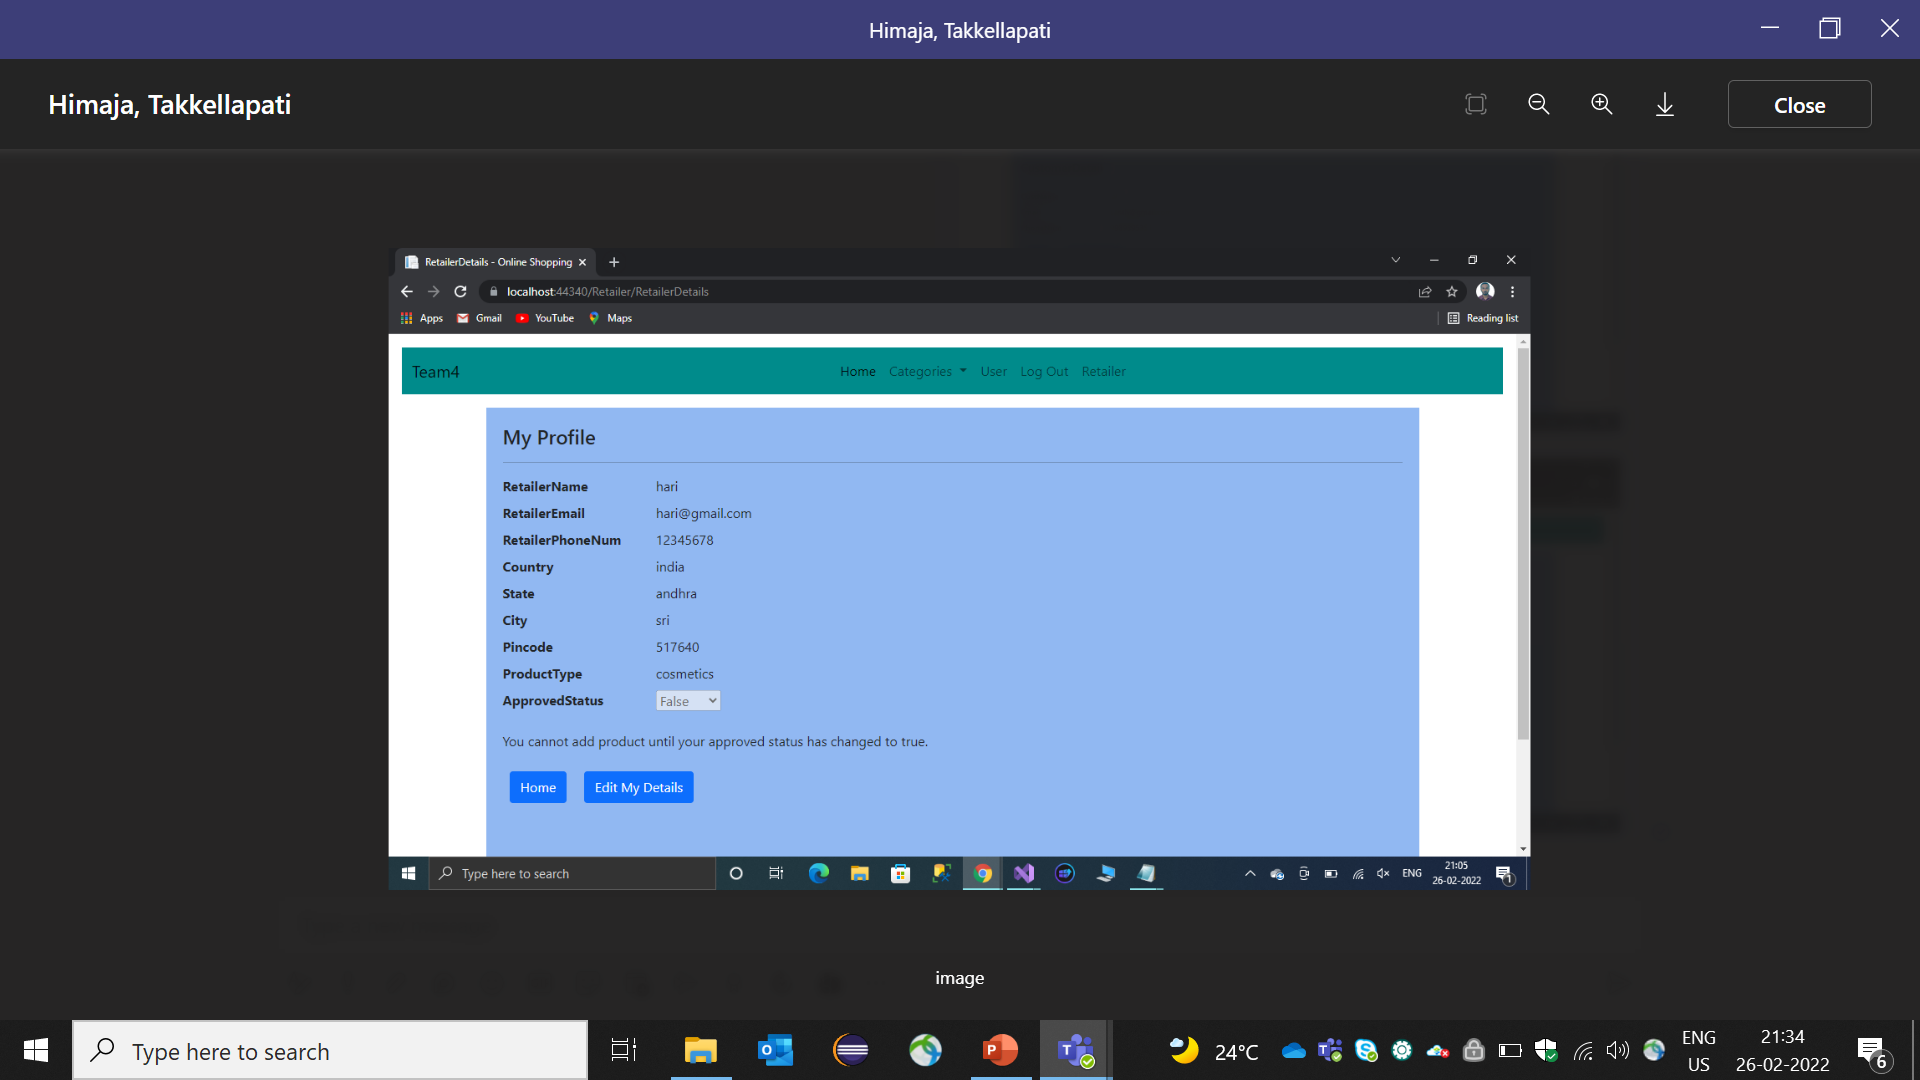 Himaja, Takkellapati
Himaja, Takkellapati
Close
RetailerDetails - Online Shopping
localhost:44340/Retailer/RetailerDetails
Apps Gmail YouTube Maps Reading list
Team4 Home Categories User Log Out Retailer
My Profile
RetailerName hari
RetailerEmail hari@gmail.com
RetailerPhoneNum 12345678
Country india
State andhra
City sri
Pincode 517640
ProductType cosmetics
ApprovedStatus False
You cannot add product until your approved status has changed to true.
Home Edit My Details
Type here to search ENG 21:05
26-02-2022 1
image
Type here to search 24°C ENG 21:34
US 26-02-2022 6